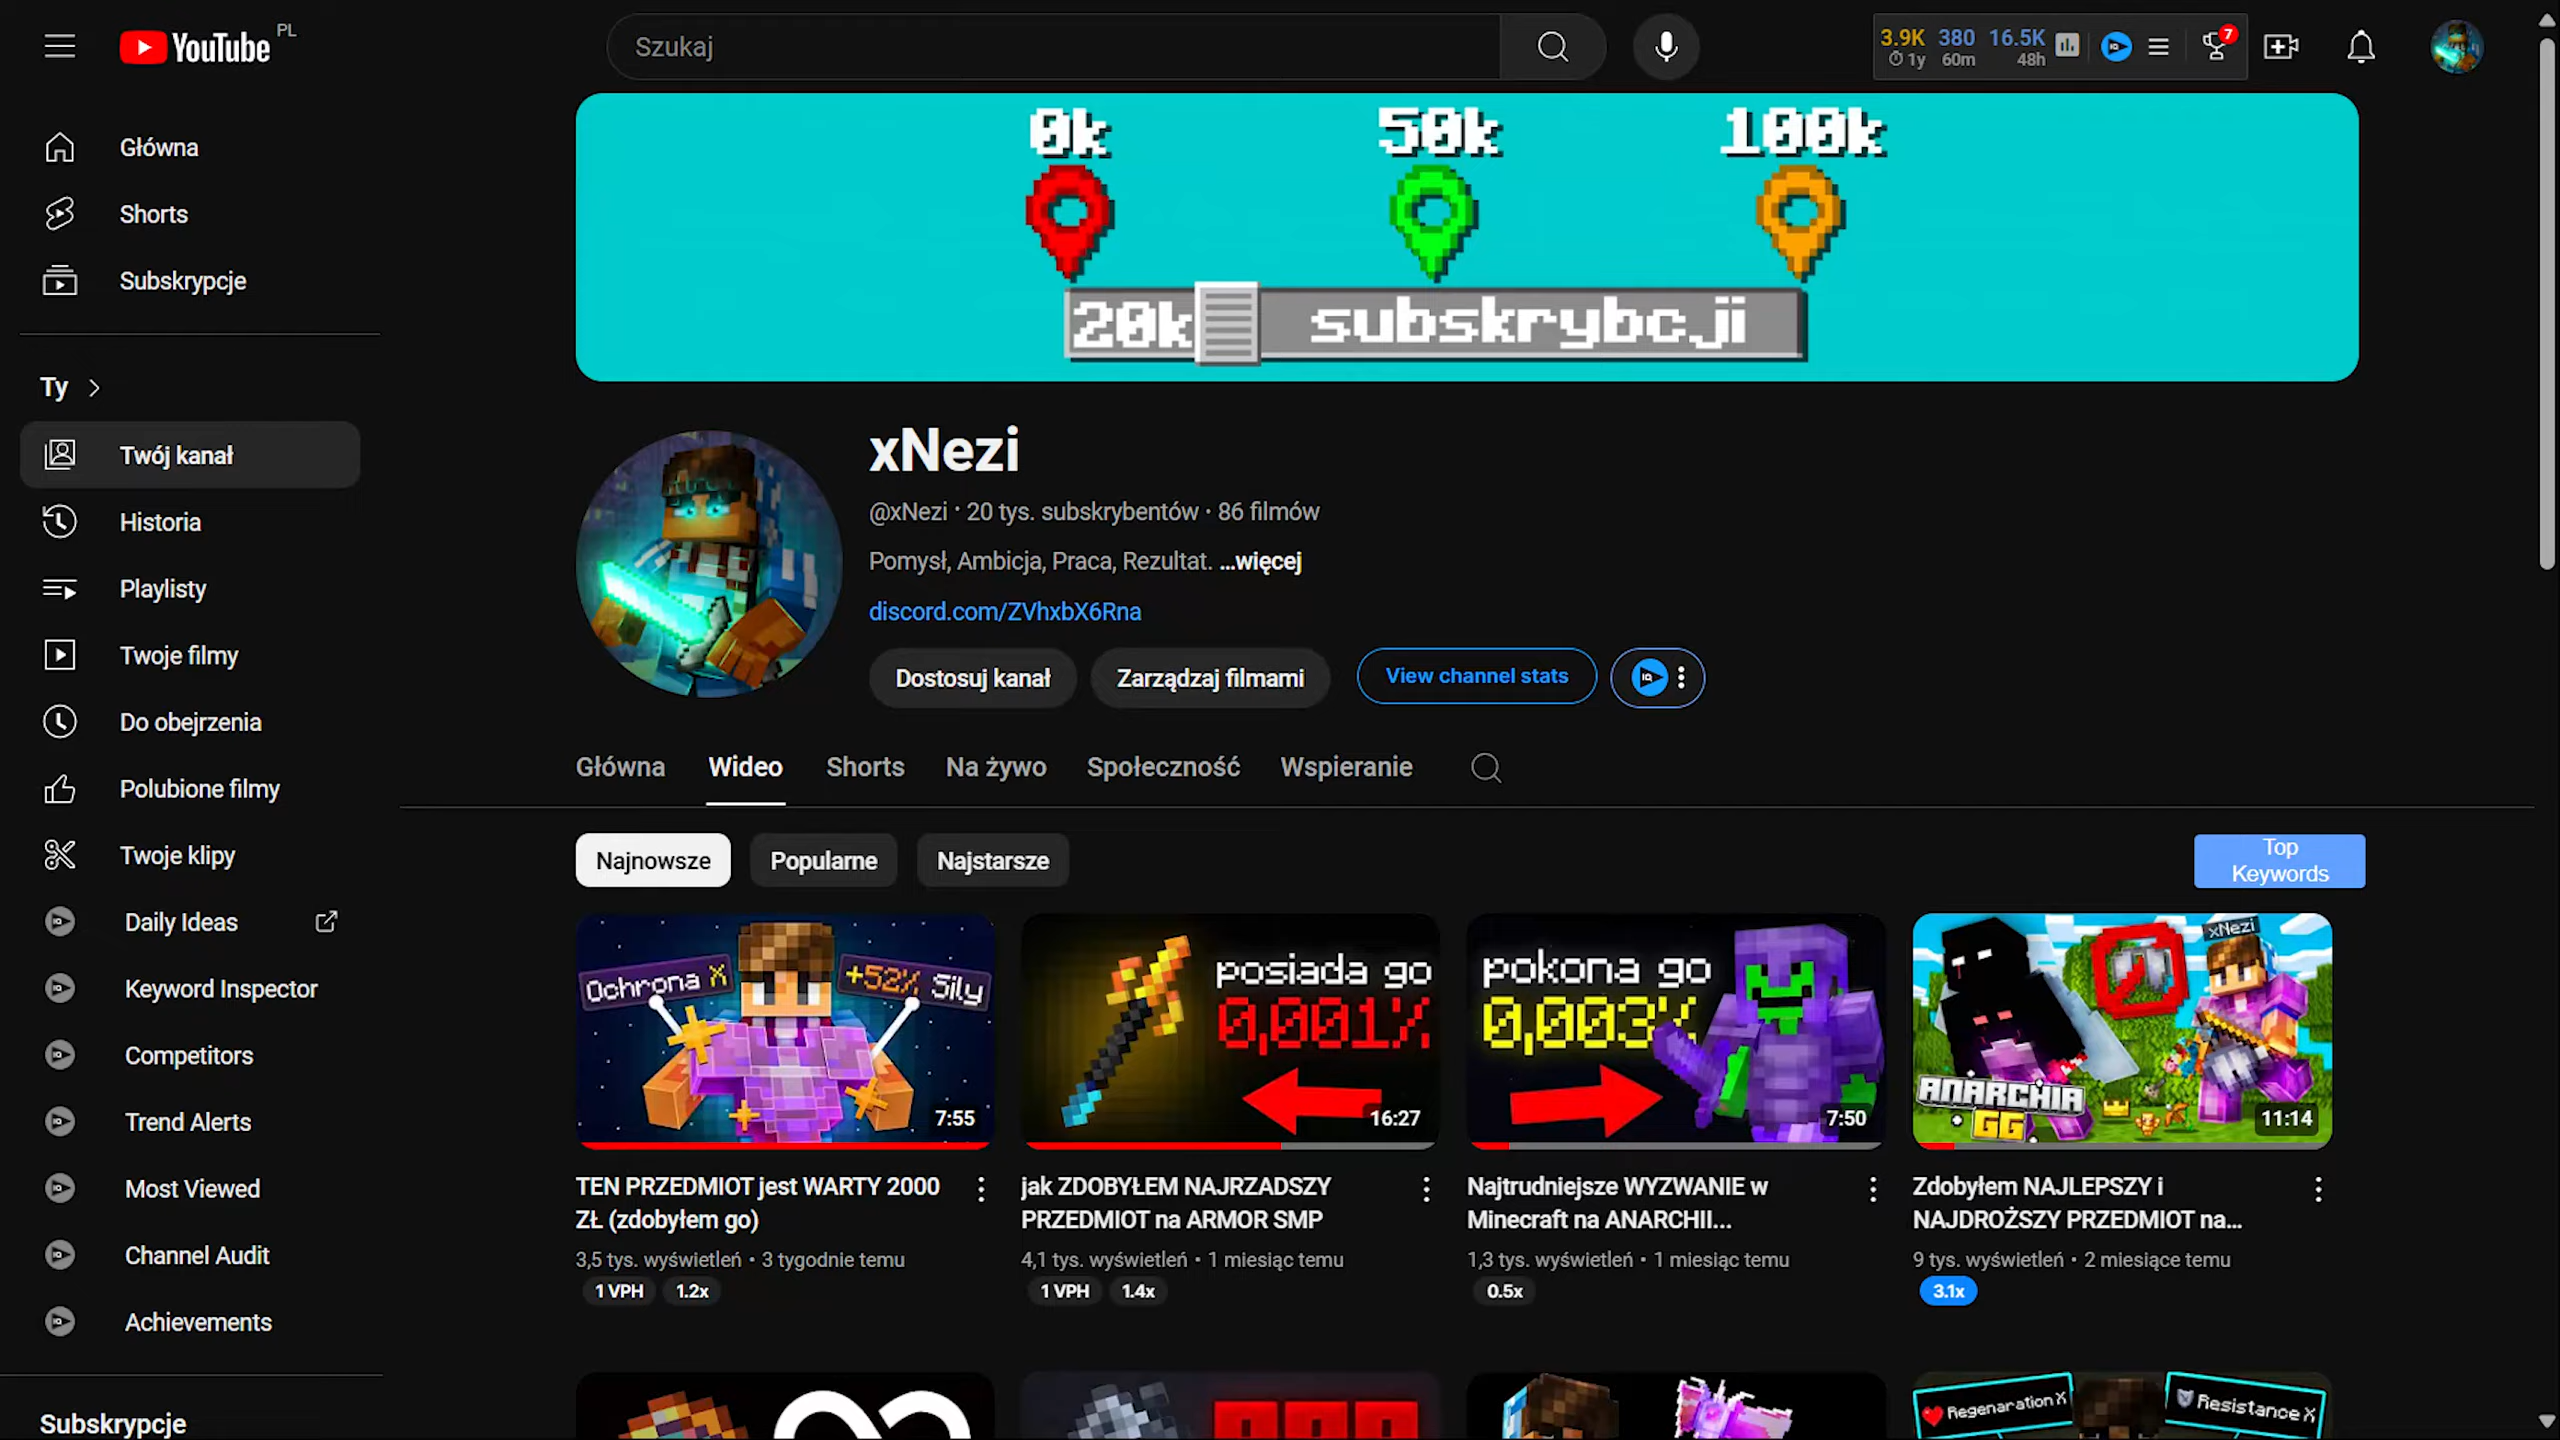 YouTube PL
Szukaj
3.9K 380 16.5K
1y 60m 48h
7
Główna
Shorts
Subskrypcje
Ty
Twój kanał
Historia
Playlisty
Twoje filmy
Do obejrzenia
Polubione filmy
Twoje klipy
Daily Ideas
Keyword Inspector
Competitors
Trend Alerts
Most Viewed
Channel Audit
Achievements
Subskrypcje
0k 50k 100k
20k subskrybcji
xNezi
@xNezi · 20 tys. subskrybentów · 86 filmów
Pomysł, Ambicja, Praca, Rezultat. ...więcej
discord.com/ZVhxbX6Rna
Dostosuj kanał Zarządzaj filmami View channel stats IQ
Główna Wideo Shorts Na żywo Społeczność Wspieranie
Najnowsze Popularne Najstarsze
Top
Keywords
Ochrona X +52% Sily
7:55
TEN PRZEDMIOT jest WARTY 2000
ZŁ (zdobyłem go)
3,5 tys. wyświetleń • 3 tygodnie temu
1 VPH 1.2x
posiada go
0,001%
16:27
jak ZDOBYŁEM NAJRZADSZY
PRZEDMIOT na ARMOR SMP
4,1 tys. wyświetleń • 1 miesiąc temu
1 VPH 1.4x
pokona go
0,003%
7:50
Najtrudniejsze WYZWANIE w
Minecraft na ANARCHII...
1,3 tys. wyświetleń • 1 miesiąc temu
0.5x
xNezi
ANARCHIA
GG
11:14
Zdobyłem NAJLEPSZY i
NAJDROŻSZY PRZEDMIOT na...
9 tys. wyświetleń • 2 miesiące temu
3.1x
Regenaration X Resistance X